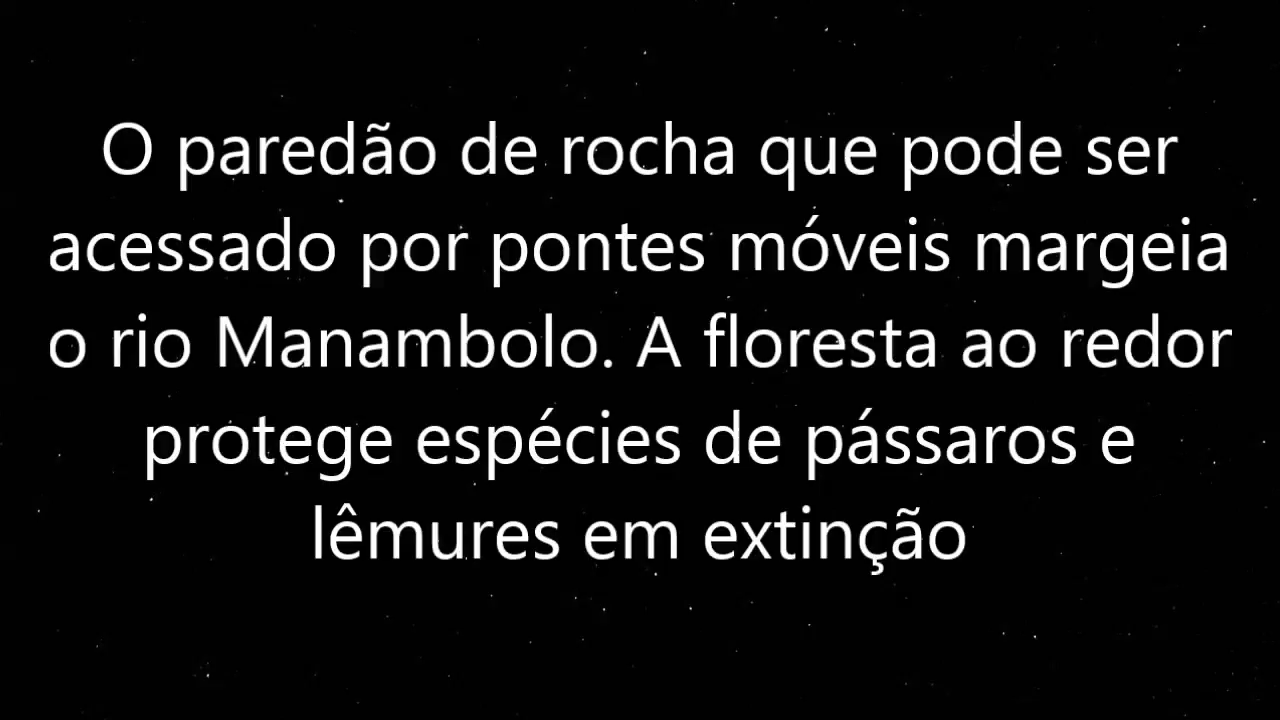 O paredão de rocha que pode ser
acessado por pontes móveis margeia
o rio Manambolo. A floresta ao redor
protege espécies de pássaros e
lêmures em extinção